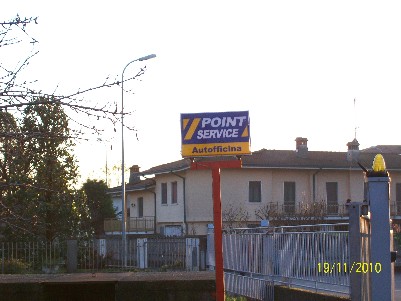 POINT
SERVICE
Autofficina
19/11/2010